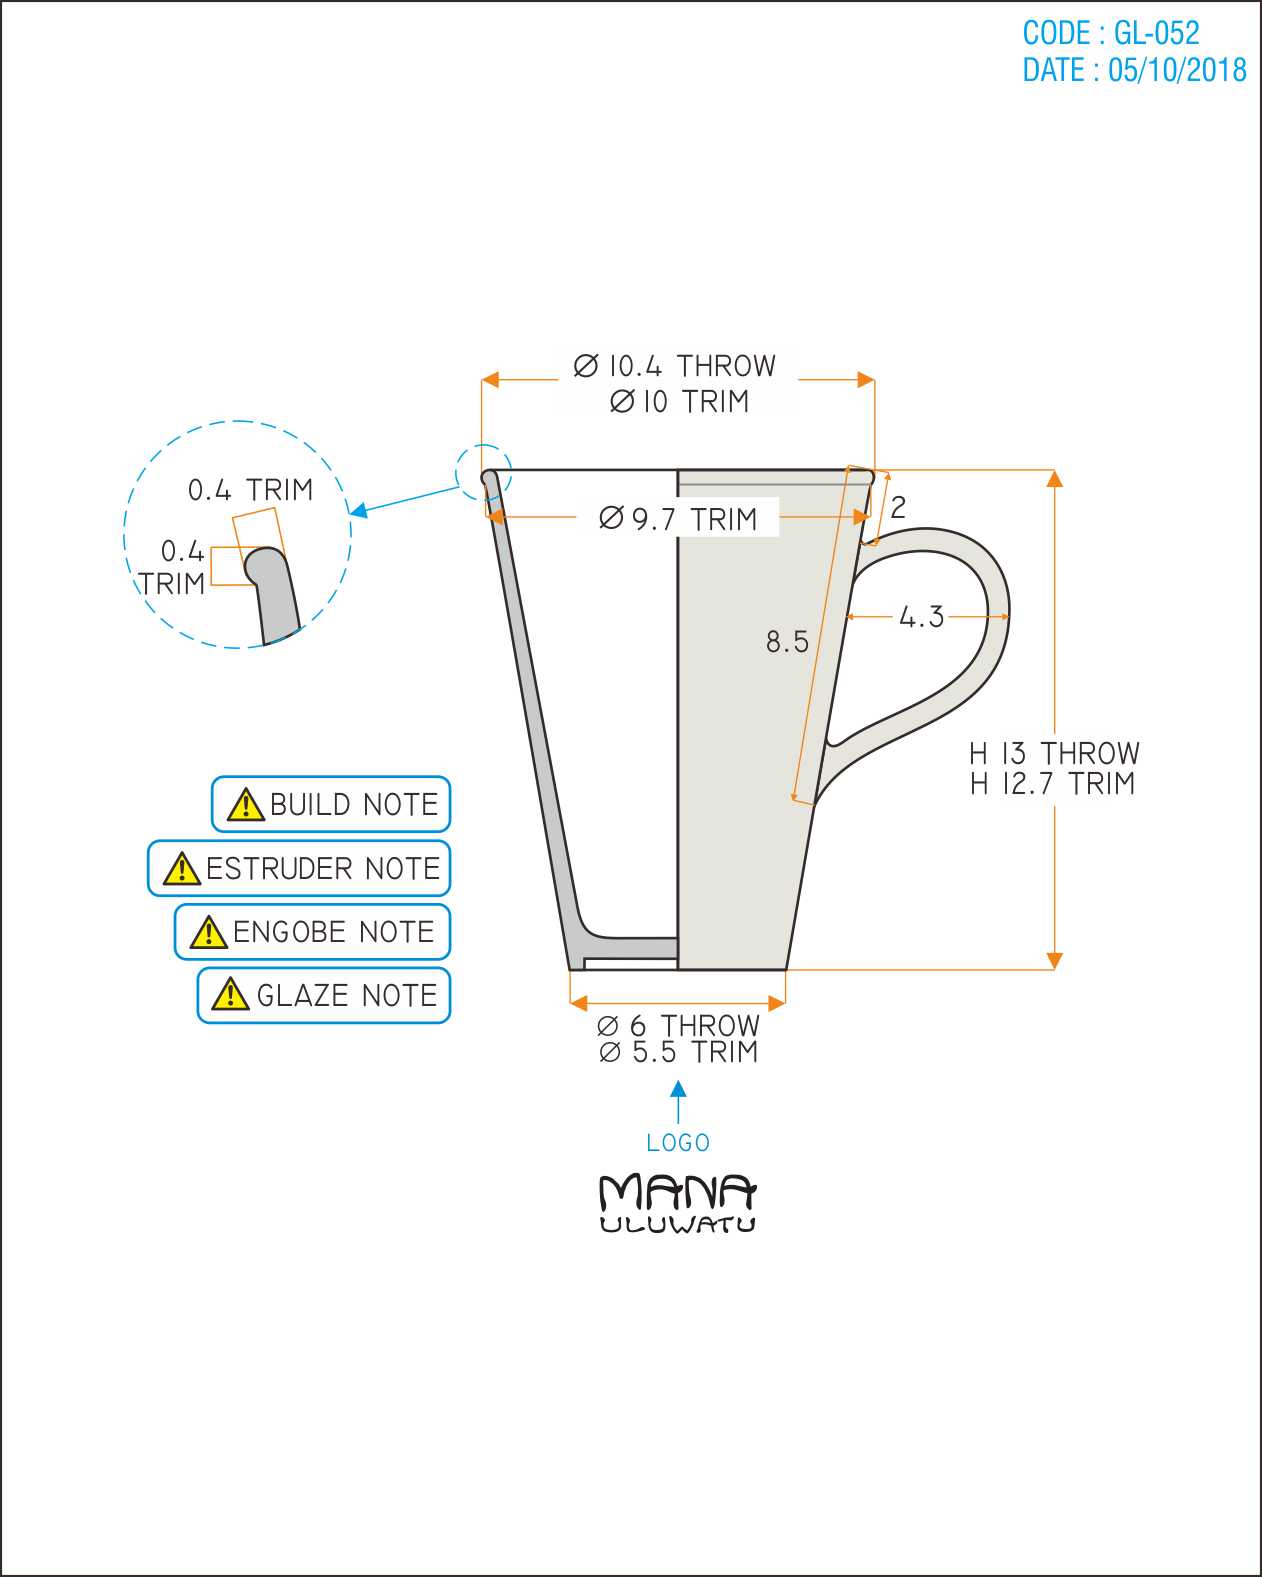 CODE : GL-052
DATE : 05/10/2018
Ø 10.4 THROW
Ø 10 TRIM
0.4 TRIM
0.4
TRIM
Ø 9.7 TRIM
2
4.3
8.5
H 13 THROW
H 12.7 TRIM
BUILD NOTE
ESTRUDER NOTE
ENGOBE NOTE
GLAZE NOTE
Ø 6 THROW
Ø 5.5 TRIM
LOGO
MANA
ULUWATU